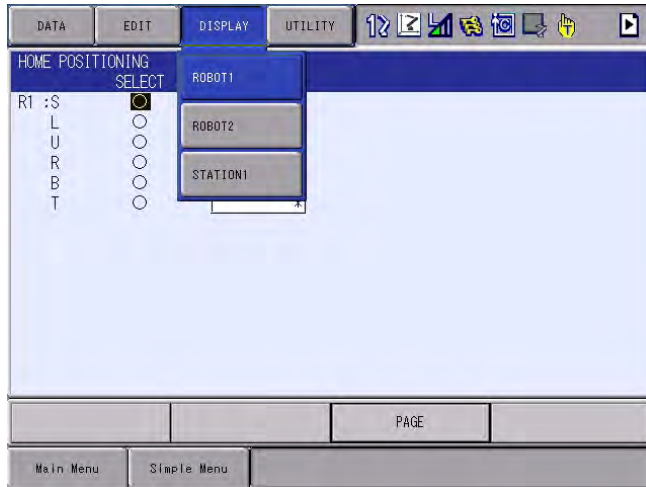 DATA EDIT DISPLAY UTILITY
HOME POSITIONING
SELECT
ROBOT1
R1 :S
L
ROBOT2
U
R
STATION1
B
T *
PAGE
Main Menu Simple Menu